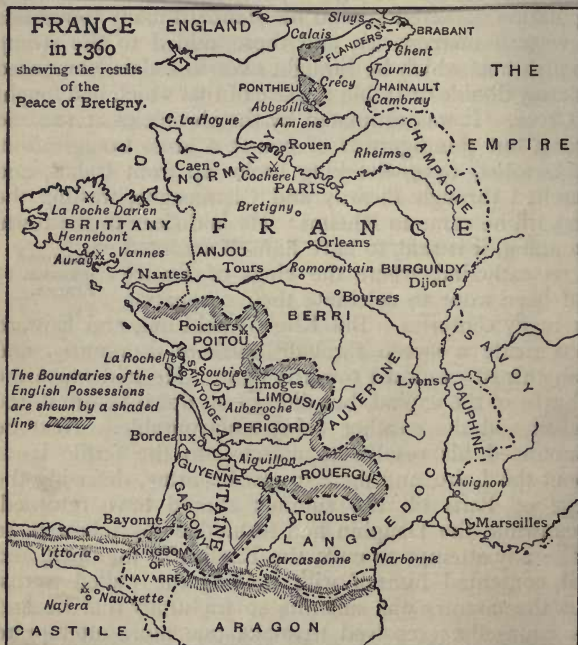 FRANCE
in 1360
shewing the results
of the
Peace of Bretigny.
ENGLAND
Sluys
Calais
BRABANT
FLANDERS
Ghent
Tournay
THE
PONTHIEU
Crécy
HAINAULT
Abbeville
Cambray
C. La Hogue
Amiens
EMPIRE
NORMANDY
Rouen
Rheims
CHAMPAGNE
Caen
Cocherel
PARIS
La Roche Darien
Bretigny
BRITTANY
FRANCE
Hennebont
ANJOU
Orleans
Auray
Vannes
Tours
Romorontain
BURGUNDY
Nantes
Dijon
Bourges
BERRI
Poictiers
POITOU
SAVOY
La Rochelle
D. OF AQUITAINE
Soubise
The Boundaries of the
English Possessions
are shewn by a shaded
line
SAINTONGE
Limoges
LIMOUSIN
AUVERGNE
Lyens
DAUPHINE
Auberoche
PERIGORD
Bordeaux
Aiguillon
GUYENNE
Agen
ROUERGUE
Avignon
GASCONY
Bayonne
Toulouse
LANGUEDOC
Marseilles
Vittoria
KINGDOM
OF
NAVARRE
Carcassonne
Narbonne
Najera
Navarette
CASTILE
ARAGON